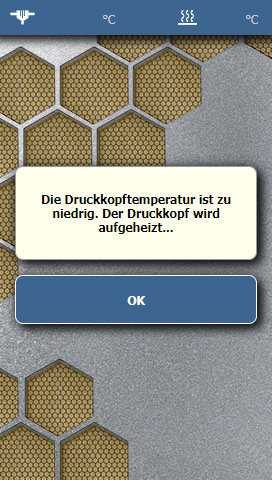 °C °C
Die Druckkopftemperatur ist zu
niedrig. Der Druckkopf wird
aufgeheizt...
OK